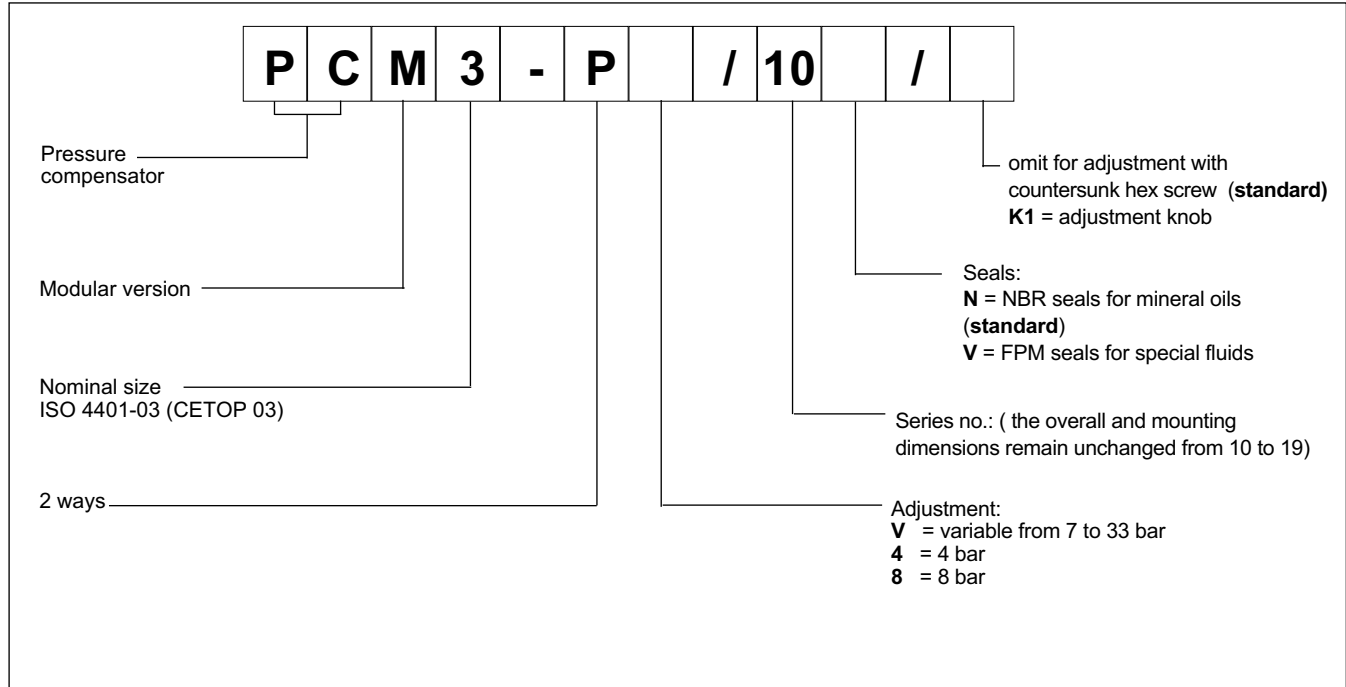 P C M 3 - P / 10 /
Pressure
compensator
Modular version
Nominal size
ISO 4401-03 (CETOP 03)
2 ways
omit for adjustment with
countersunk hex screw (standard)
K1 = adjustment knob
Seals:
N = NBR seals for mineral oils
(standard)
V = FPM seals for special fluids
Series no.: ( the overall and mounting
dimensions remain unchanged from 10 to 19)
Adjustment:
V = variable from 7 to 33 bar
4 = 4 bar
8 = 8 bar